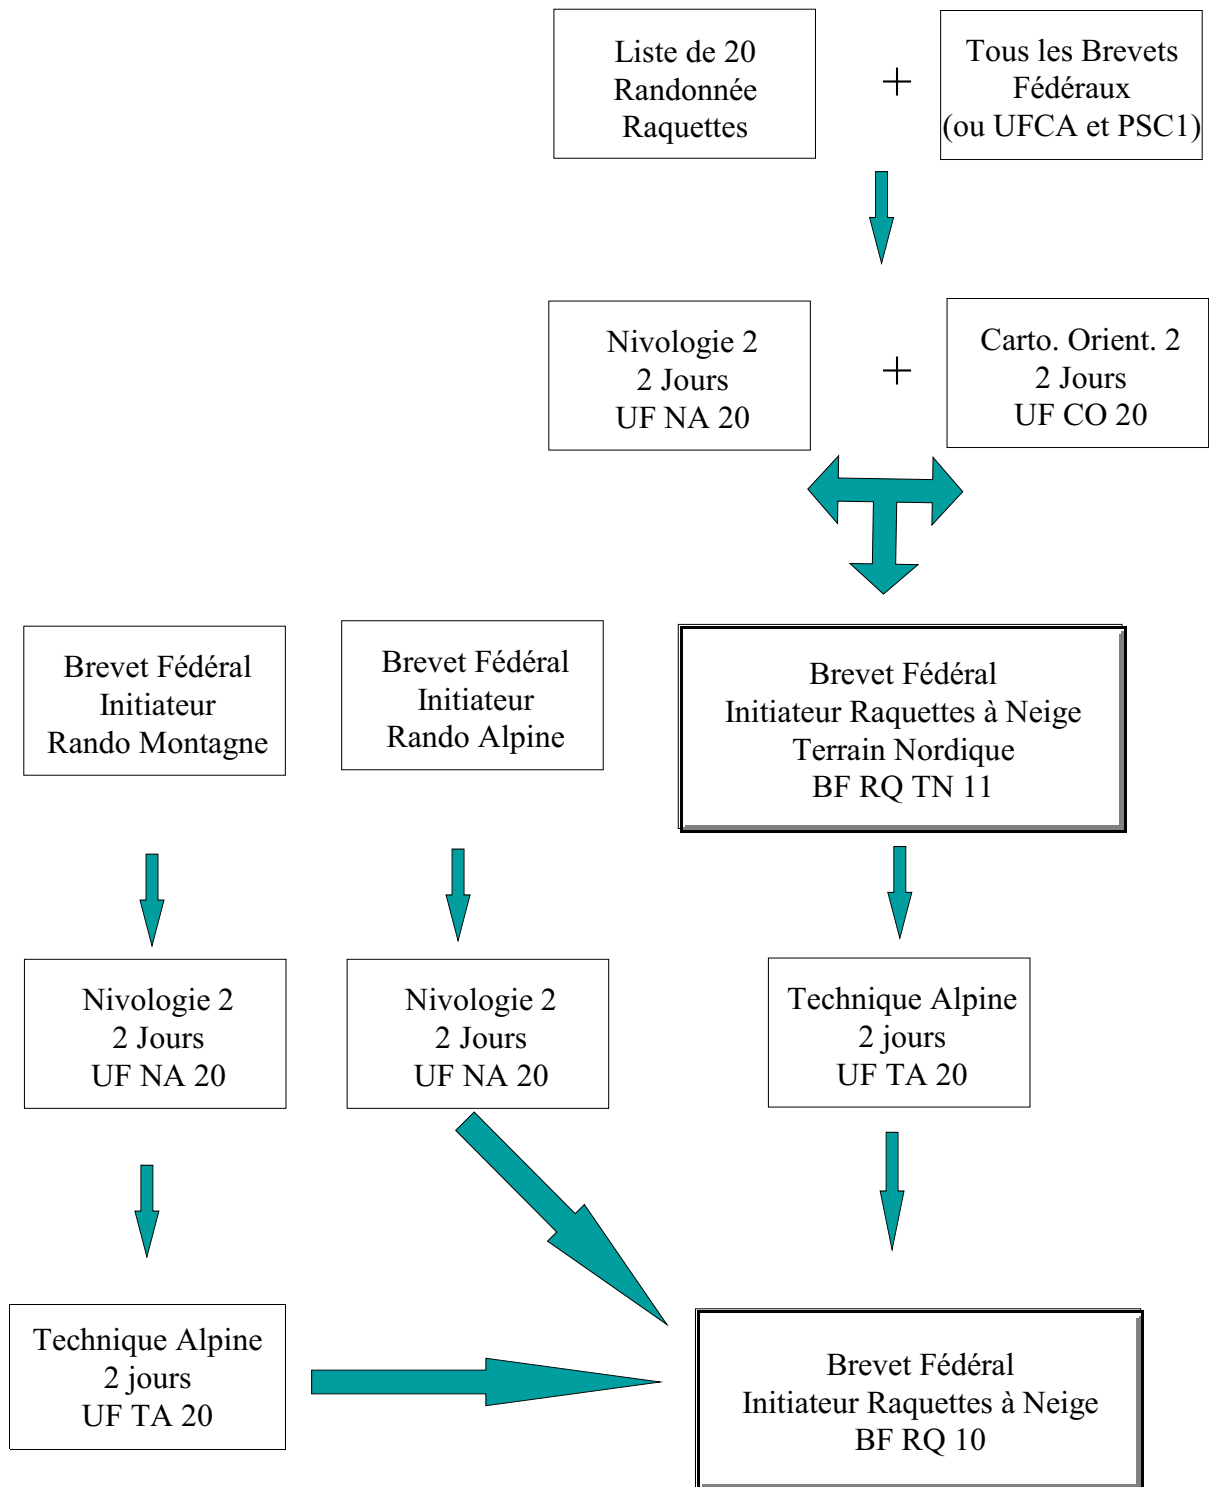 Liste de 20
Randonnée
Raquettes
+
Tous les Brevets
Fédéraux
(ou UFCA et PSC1)
Nivologie 2
2 Jours
UF NA 20
+
Carto. Orient. 2
2 Jours
UF CO 20
Brevet Fédéral
Initiateur
Rando Montagne
Brevet Fédéral
Initiateur
Rando Alpine
Brevet Fédéral
Initiateur Raquettes à Neige
Terrain Nordique
BF RQ TN 11
Nivologie 2
2 Jours
UF NA 20
Nivologie 2
2 Jours
UF NA 20
Technique Alpine
2 jours
UF TA 20
Technique Alpine
2 jours
UF TA 20
Brevet Fédéral
Initiateur Raquettes à Neige
BF RQ 10